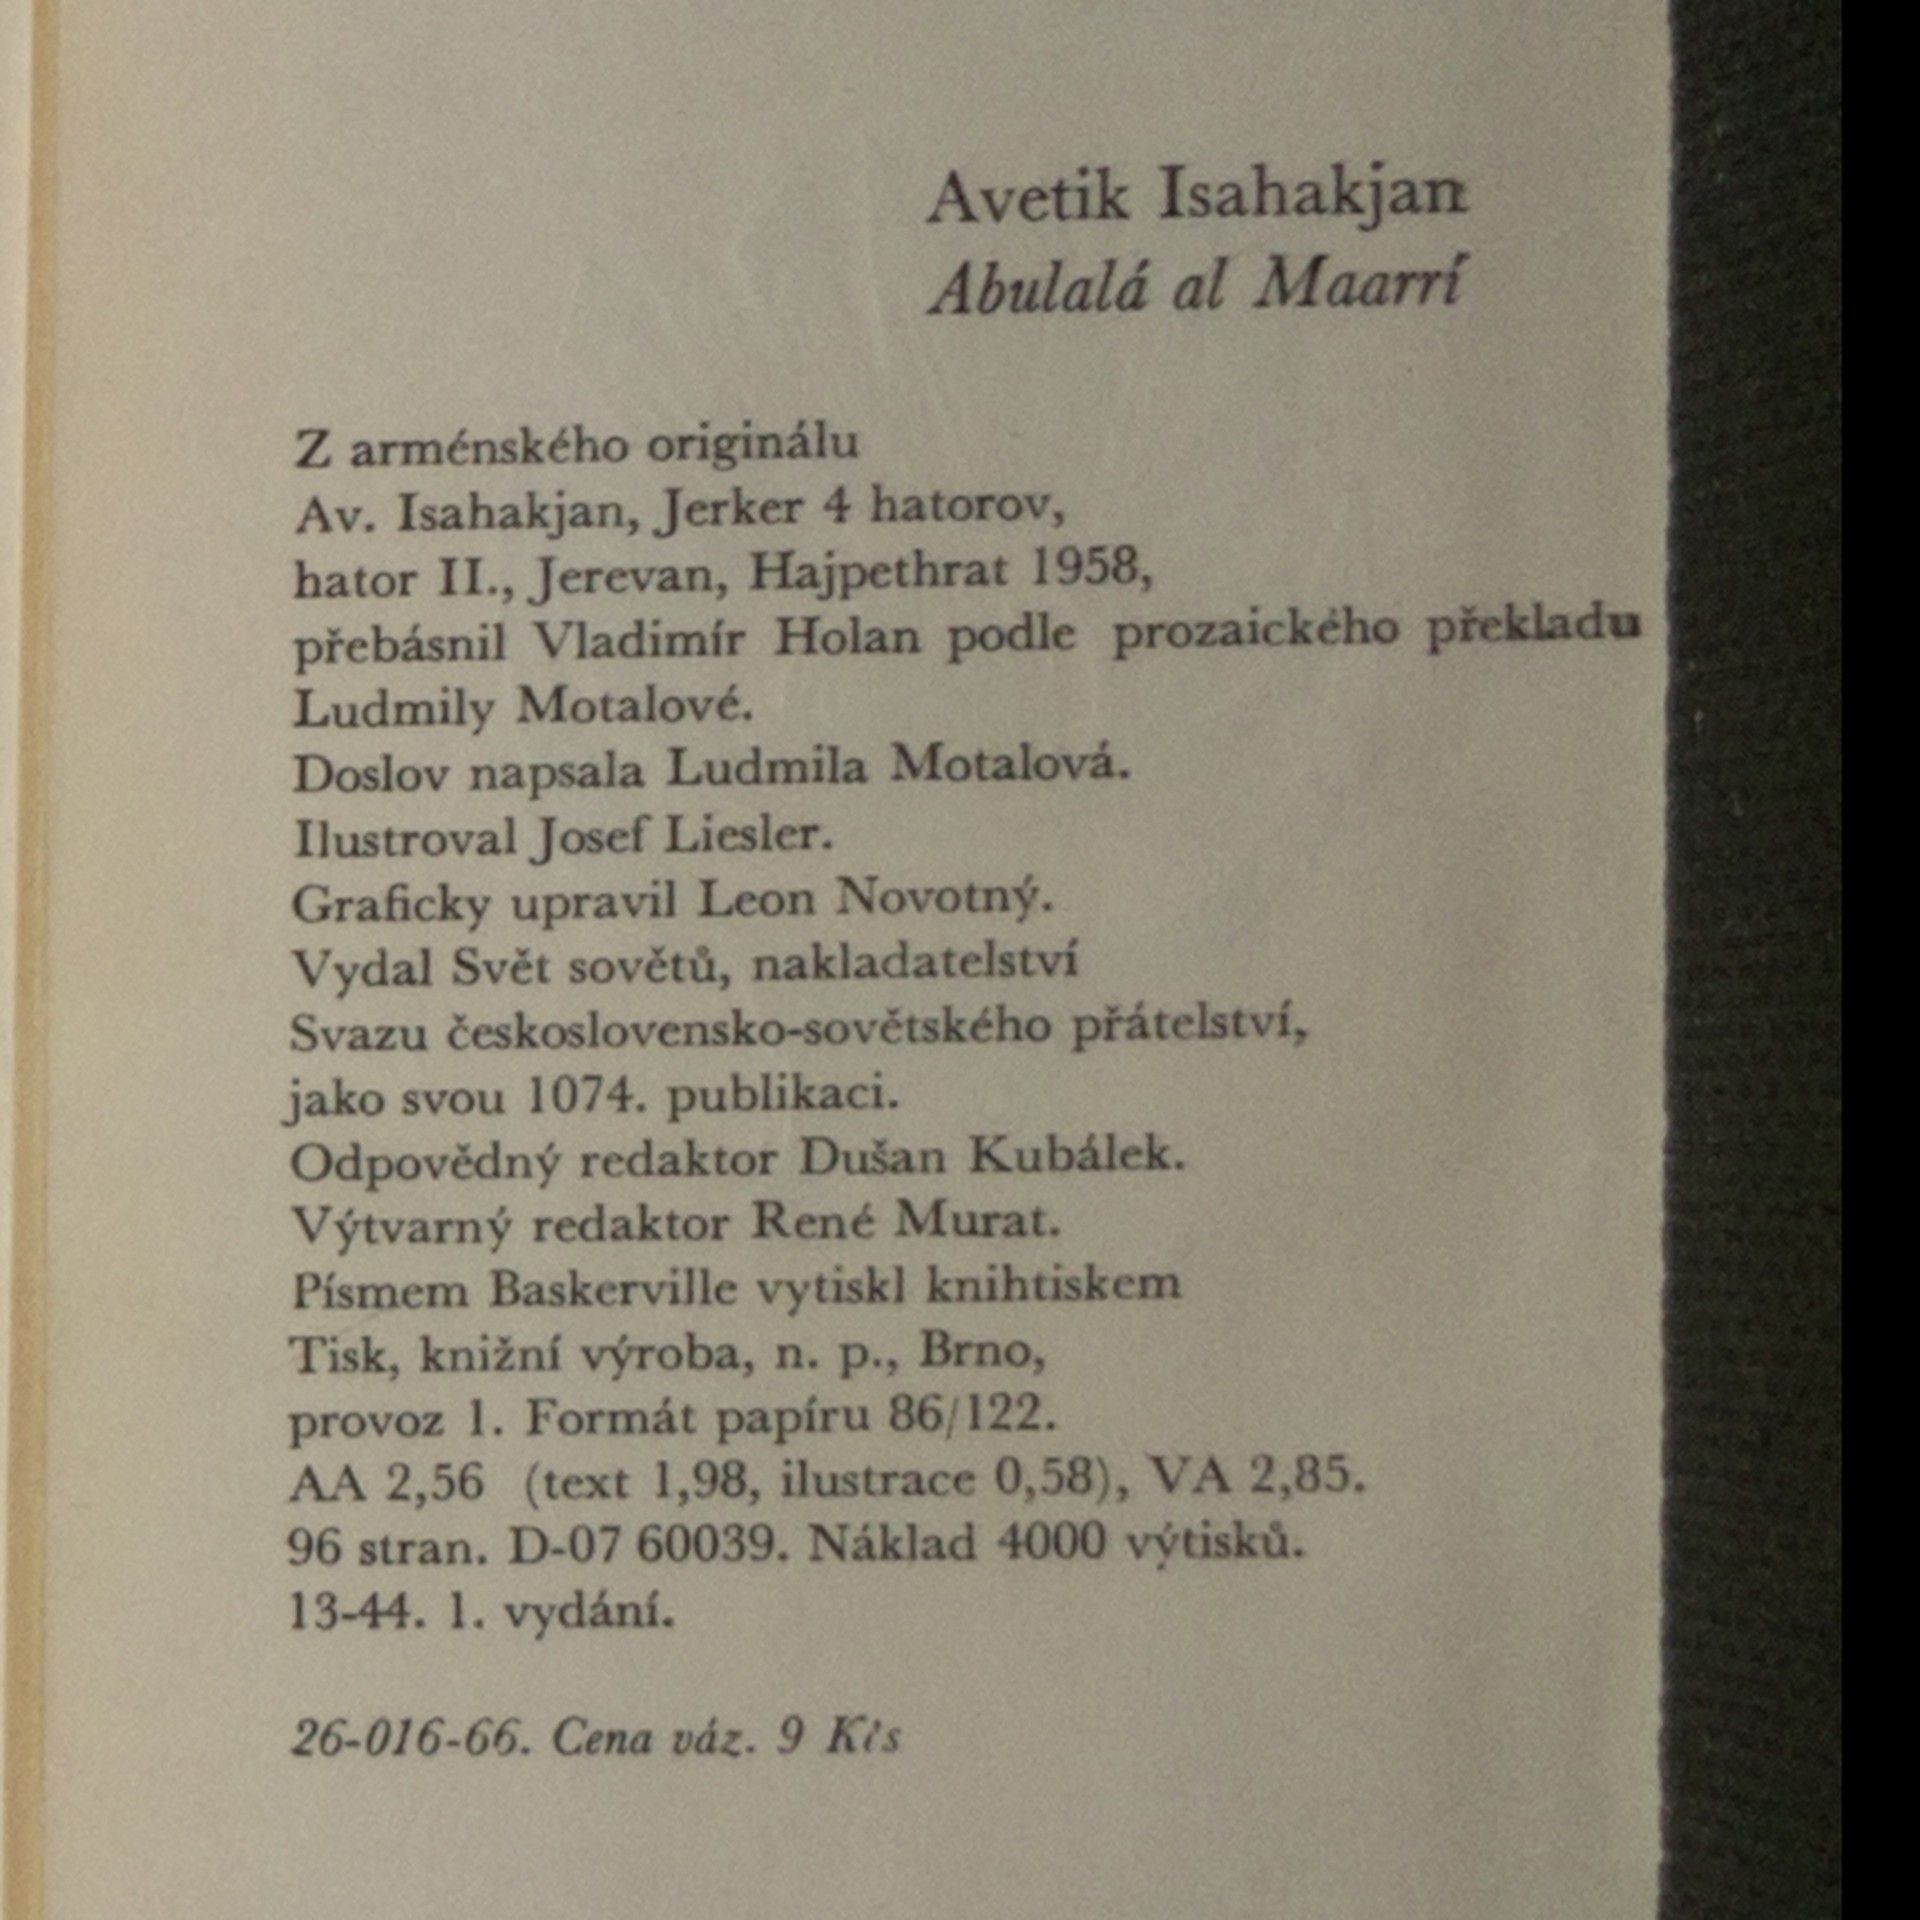 Avetik Isahakjan
Abulalá al Maarrí
Z arménského originálu
Av. Isahakjan, Jerker 4 hatorov,
hator II., Jerevan, Hajpethrat 1958,
přebásnil Vladimír Holan podle prozaického překladu
Ludmily Motalové.
Doslov napsala Ludmila Motalová.
Ilustroval Josef Liesler.
Graficky upravil Leon Novotný.
Vydal Svět sovětů, nakladatelství
Svazu československo-sovětského přátelství,
jako svou 1074. publikaci.
Odpovědný redaktor Dušan Kubálek.
Výtvarný redaktor René Murat.
Písmem Baskerville vytiskl knihtiskem
Tisk, knižní výroba, n. p., Brno,
provoz 1. Formát papíru 86/122.
AA 2,56 (text 1,98, ilustrace 0,58), VA 2,85.
96 stran. D-07 60039. Náklad 4000 výtisků.
13-44. 1. vydání.
26-016-66. Cena váz. 9 Kčs